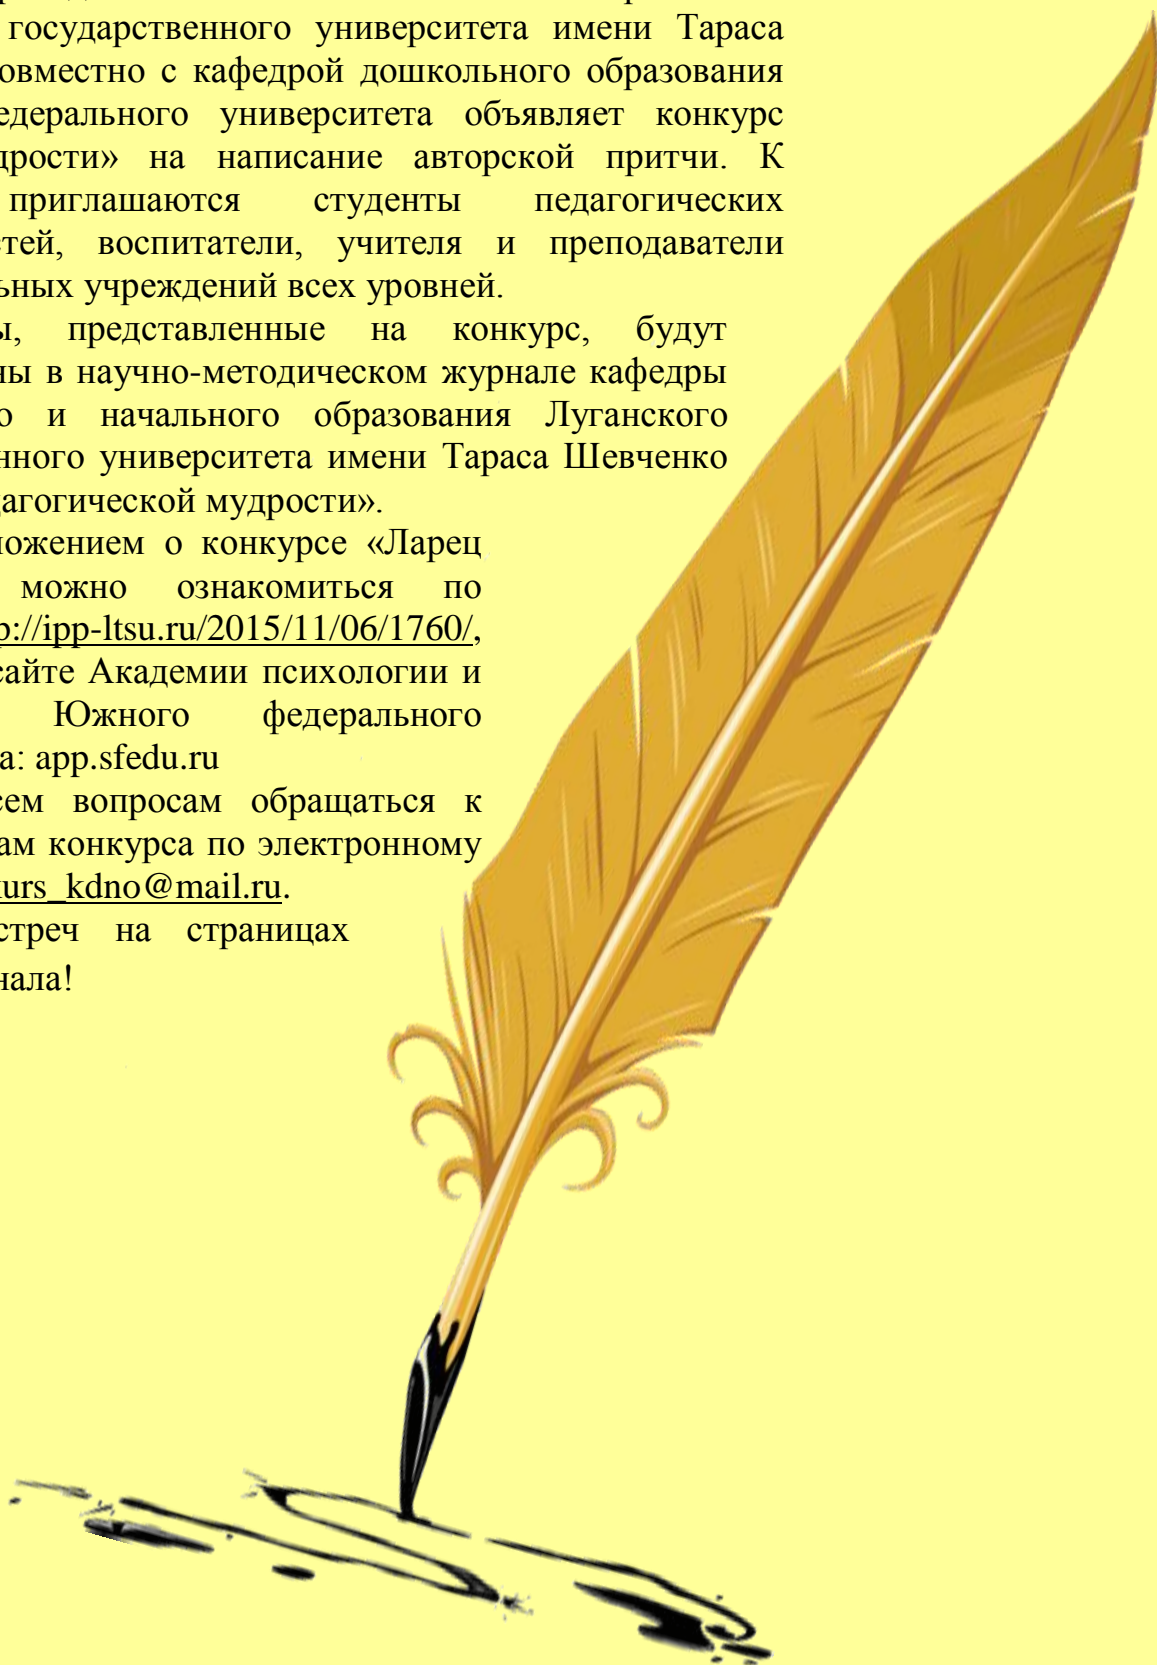 государственного университета имени Тараса
овместно с кафедрой дошкольного образования
едерального университета объявляет конкурс
дрости» на написание авторской притчи. К
приглашаются студенты педагогических
стей, воспитатели, учителя и преподаватели
ьных учреждений всех уровней.
ы, представленные на конкурс, будут
ны в научно-методическом журнале кафедры
о и начального образования Луганского
нного университета имени Тараса Шевченко
дагогической мудрости».
ложением о конкурсе «Ларец
можно ознакомиться по
p://ipp-ltsu.ru/2015/11/06/1760/,
сайте Академии психологии и
Южного федерального
а: app.sfedu.ru
сем вопросам обращаться к
ам конкурса по электронному
kurs_kdno@mail.ru.
стреч на страницах
нала!